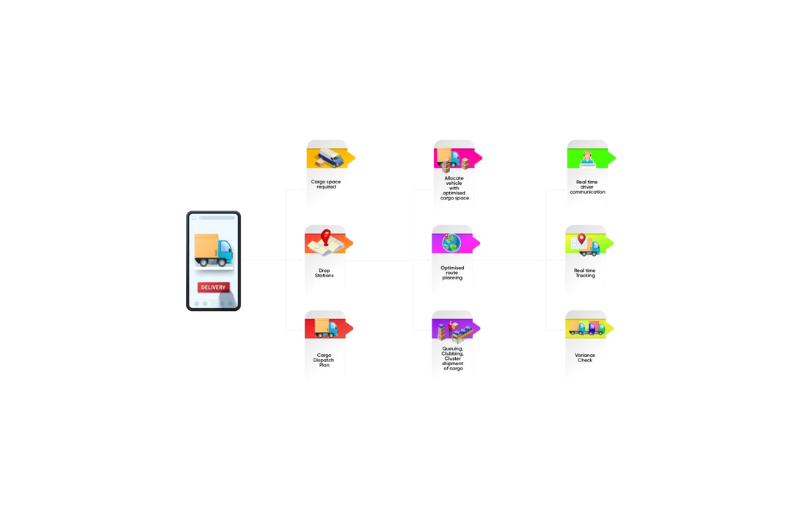 DELIVERY
Cargo space
required
Drop
Stations
Cargo
Dispatch
Plan
Allocate
vehicle
with
optimised
cargo space
Optimised
route
planning
Queuing,
Clubbing,
Cluster
shipment
of cargo
Real time
driver
communication
Real time
Tracking
Variance
Check